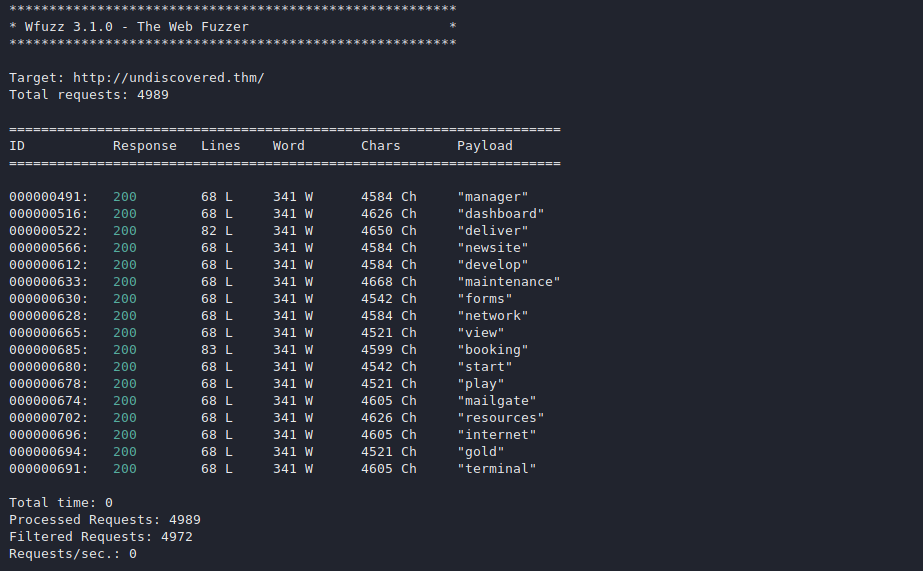 ********************************************************
* Wfuzz 3.1.0 - The Web Fuzzer                         *
********************************************************
Target: http://undiscovered.thm/
Total requests: 4989
=====================================================================
ID           Response   Lines    Word       Chars       Payload
=====================================================================
000000491:   200        68 L     341 W      4584 Ch     "manager"
000000516:   200        68 L     341 W      4626 Ch     "dashboard"
000000522:   200        82 L     341 W      4650 Ch     "deliver"
000000566:   200        68 L     341 W      4584 Ch     "newsite"
000000612:   200        68 L     341 W      4584 Ch     "develop"
000000633:   200        68 L     341 W      4668 Ch     "maintenance"
000000630:   200        68 L     341 W      4542 Ch     "forms"
000000628:   200        68 L     341 W      4584 Ch     "network"
000000665:   200        68 L     341 W      4521 Ch     "view"
000000685:   200        83 L     341 W      4599 Ch     "booking"
000000680:   200        68 L     341 W      4542 Ch     "start"
000000678:   200        68 L     341 W      4521 Ch     "play"
000000674:   200        68 L     341 W      4605 Ch     "mailgate"
000000702:   200        68 L     341 W      4626 Ch     "resources"
000000696:   200        68 L     341 W      4605 Ch     "internet"
000000694:   200        68 L     341 W      4521 Ch     "gold"
000000691:   200        68 L     341 W      4605 Ch     "terminal"
Total time: 0
Processed Requests: 4989
Filtered Requests: 4972
Requests/sec.: 0